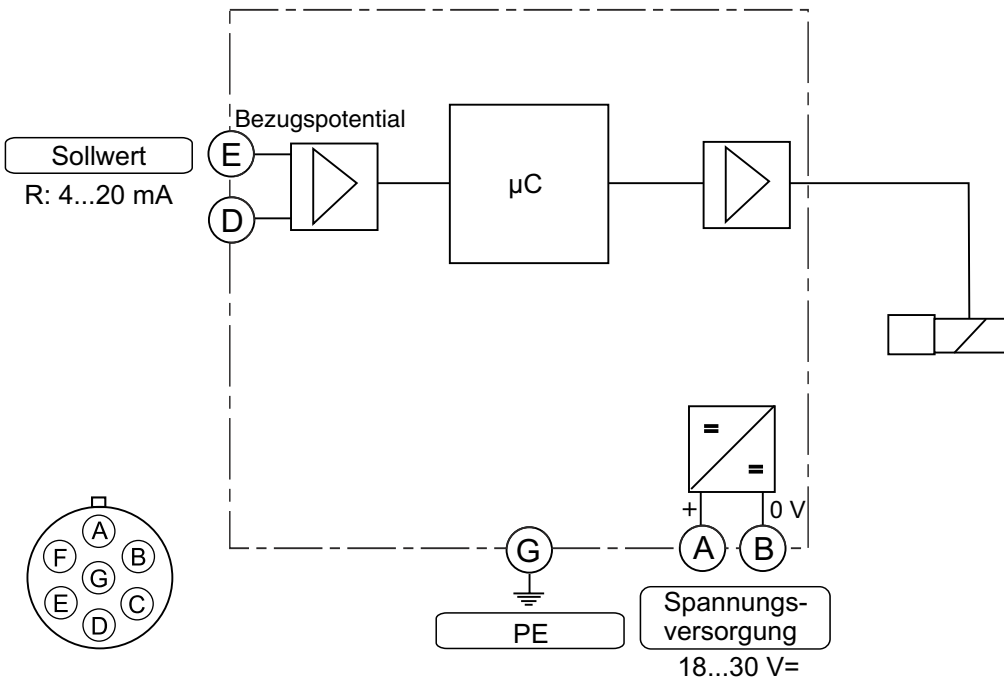 Bezugspotential
Sollwert
R: 4...20 mA
E
D
µC
+
0 V
A
B
G
PE
Spannungs-
versorgung
18...30 V=
A
F
B
G
E
C
D